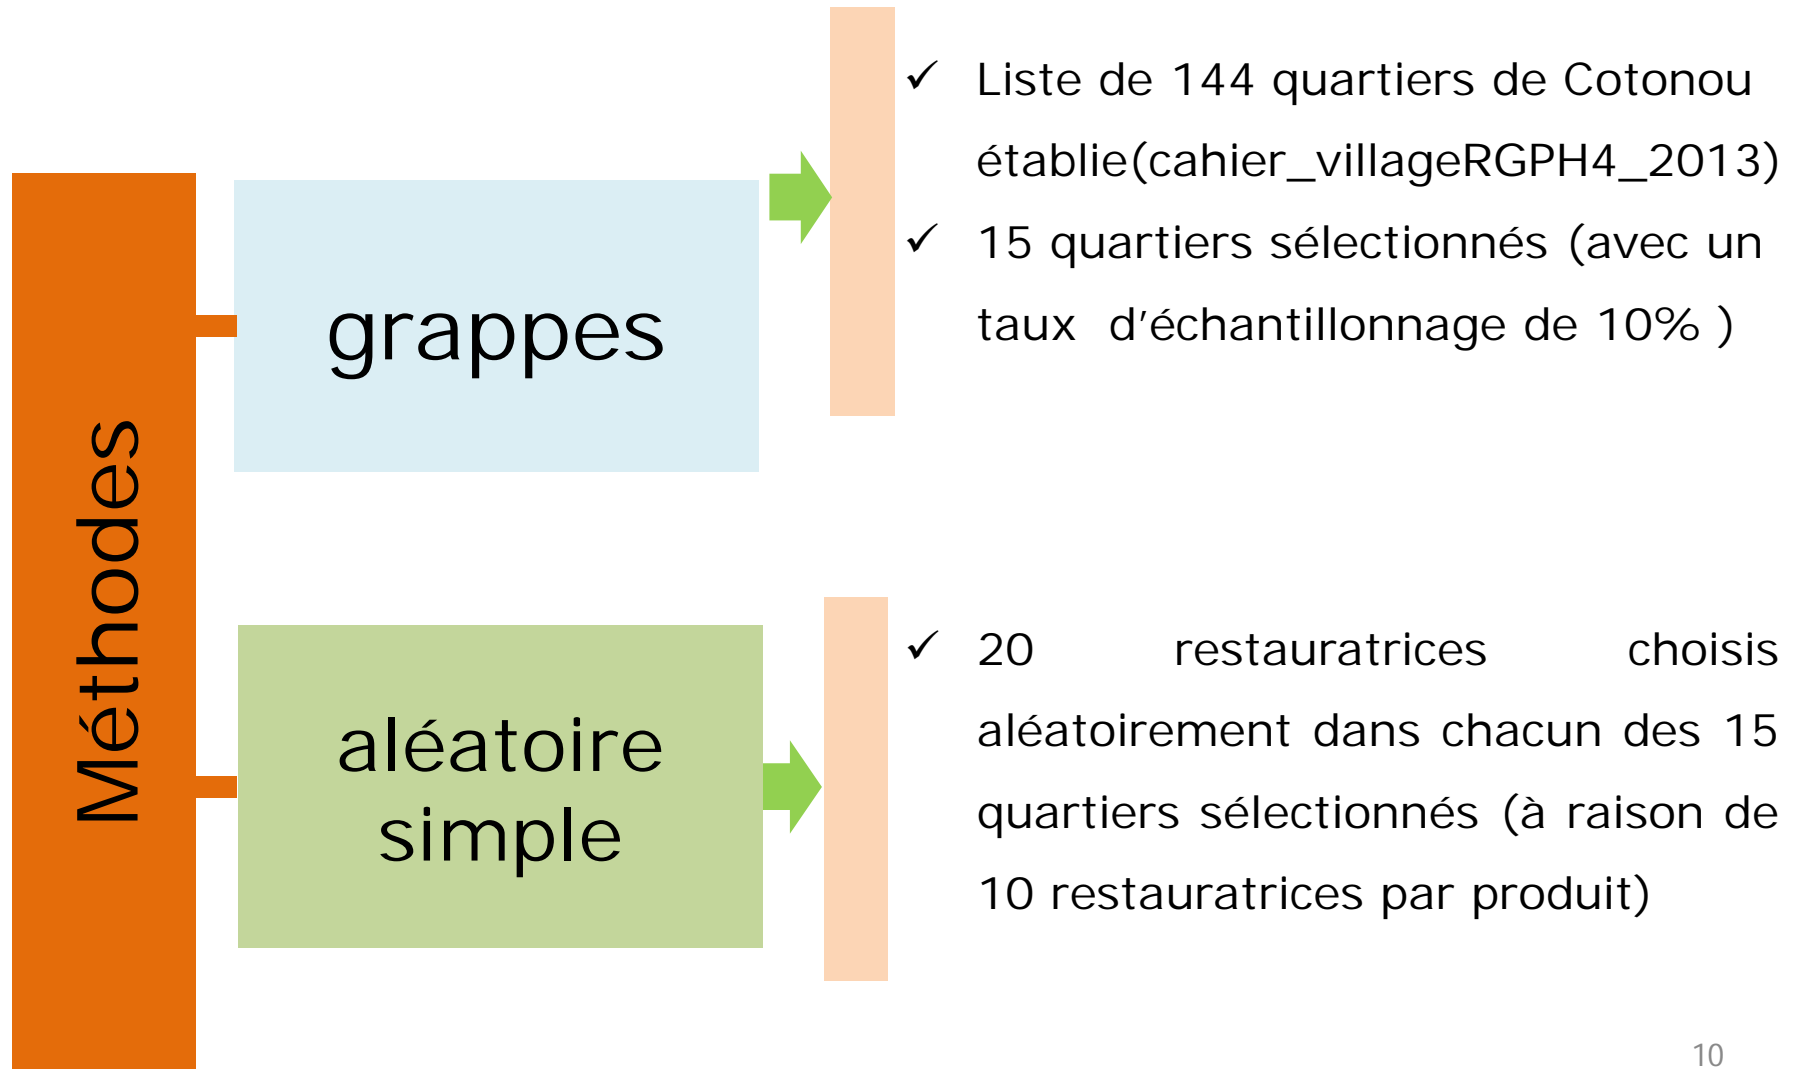 Méthodes
grappes
✓ Liste de 144 quartiers de Cotonou
établie(cahier_villageRGPH4_2013)
✓ 15 quartiers sélectionnés (avec un
taux d’échantillonnage de 10% )
aléatoire
simple
✓ 20 restauratrices choisis
aléatoirement dans chacun des 15
quartiers sélectionnés (à raison de
10 restauratrices par produit)
10